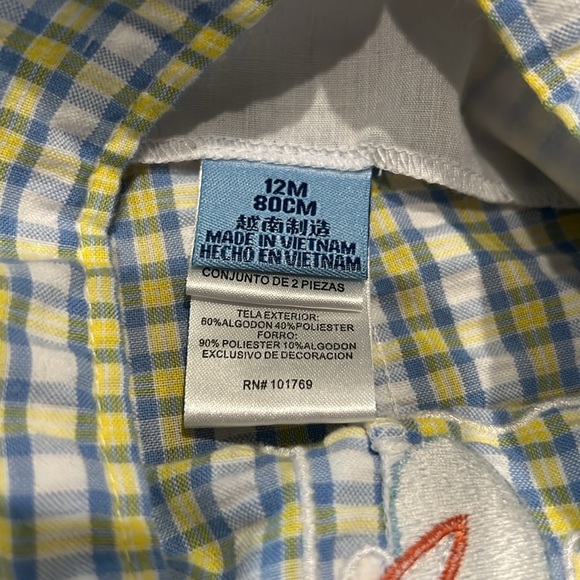 12M
80CM
越南制造
MADE IN VIETNAM
HECHO EN VIETNAM
CONJUNTO DE 2 PIEZAS
TELA EXTERIOR:
60%ALGODON 40%POLIESTER
FORRO:
90% POLIESTER 10%ALGODON
EXCLUSIVO DE DECORACION
RN# 101769